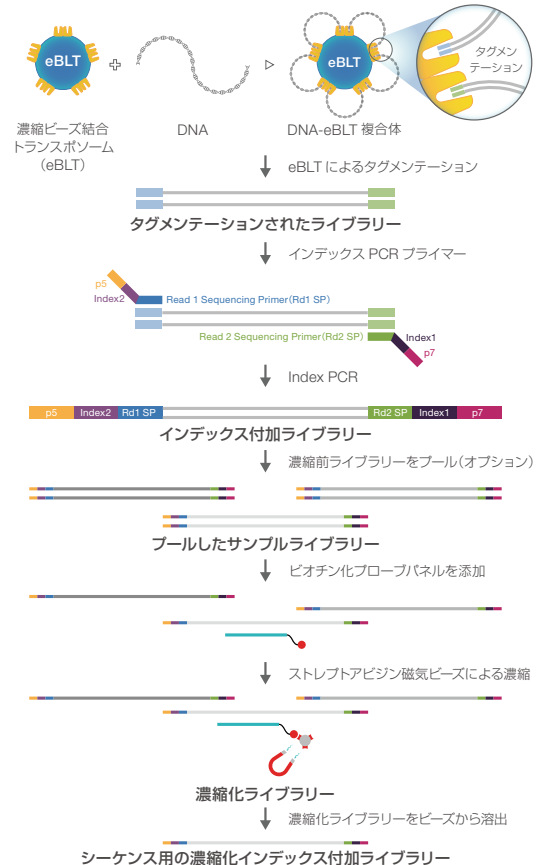 eBLT
eBLT
タグメン
テーション
濃縮ビーズ結合
トランスポソーム
（eBLT）
DNA
DNA-eBLT 複合体
eBLT によるタグメンテーション
タグメンテーションされたライブラリー
インデックス PCR プライマー
p5
Index2
Read 1 Sequencing Primer（Rd1 SP）
Read 2 Sequencing Primer（Rd2 SP）
Index1
p7
Index PCR
p5 Index2 Rd1 SP Rd2 SP Index1 p7
インデックス付加ライブラリー
濃縮前ライブラリーをプール（オプション）
プールしたサンプルライブラリー
ビオチン化プローブパネルを添加
ストレプトアビジン磁気ビーズによる濃縮
濃縮化ライブラリー
濃縮化ライブラリーをビーズから溶出
シーケンス用の濃縮化インデックス付加ライブラリー